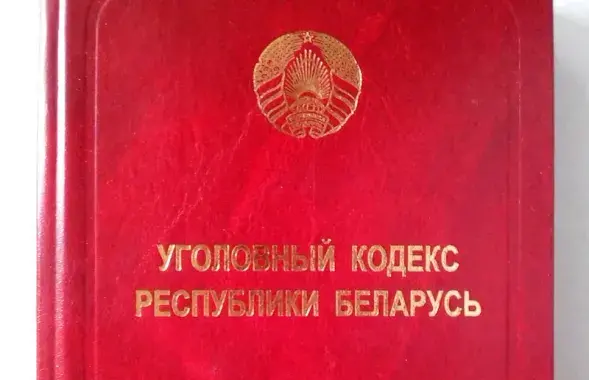 УГОЛОВНЫЙ КОДЕКС
РЕСПУБЛИКИ БЕЛАРУСЬ